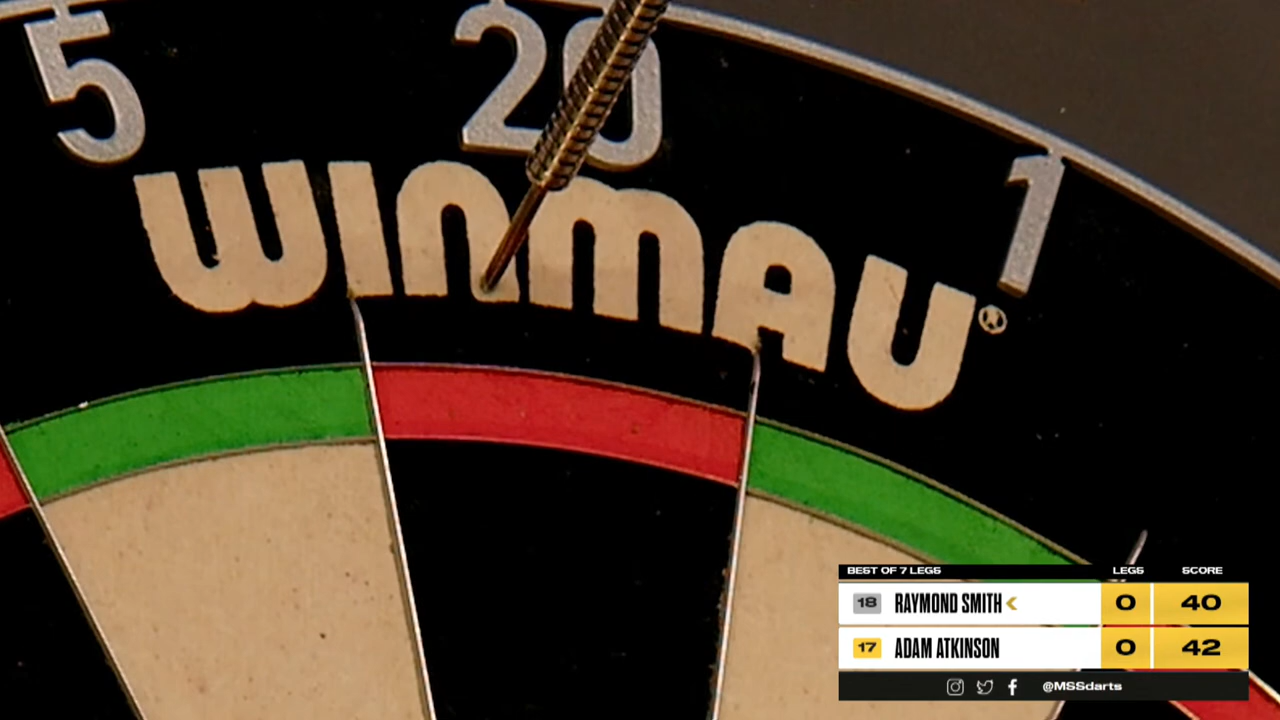 5 20 1
WINMAU®
BEST OF 7 LEGS LEGS SCORE
18 RAYMOND SMITH 0 40
17 ADAM ATKINSON 0 42
@MSSdarts